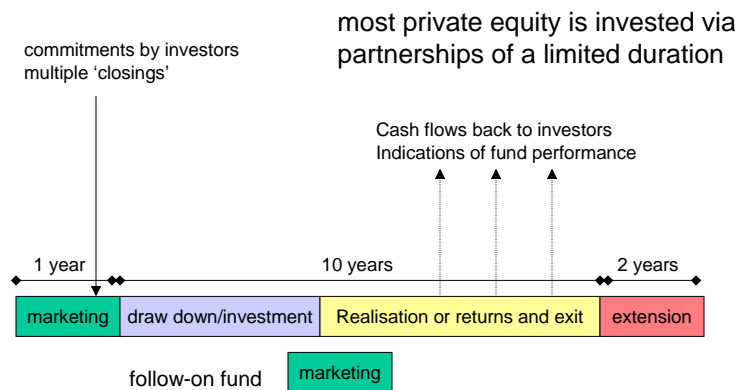 most private equity is invested via
partnerships of a limited duration
commitments by investors
multiple ‘closings’
Cash flows back to investors
Indications of fund performance
1 year
10 years
2 years
marketing
draw down/investment
Realisation or returns and exit
extension
follow-on fund
marketing